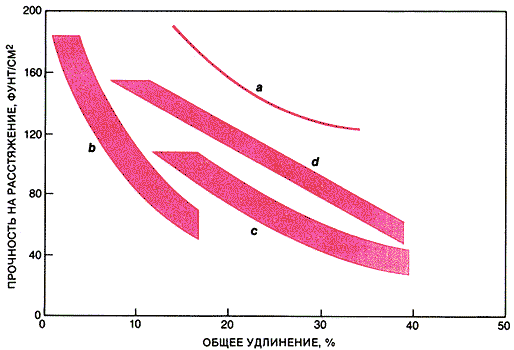 ПРОЧНОСТЬ НА РАСТЯЖЕНИЕ, ФУНТ/СМ²
200
160
120
80
40
0
a
b
d
c
0 10 20 30 40 50
ОБЩЕЕ УДЛИНЕНИЕ, %